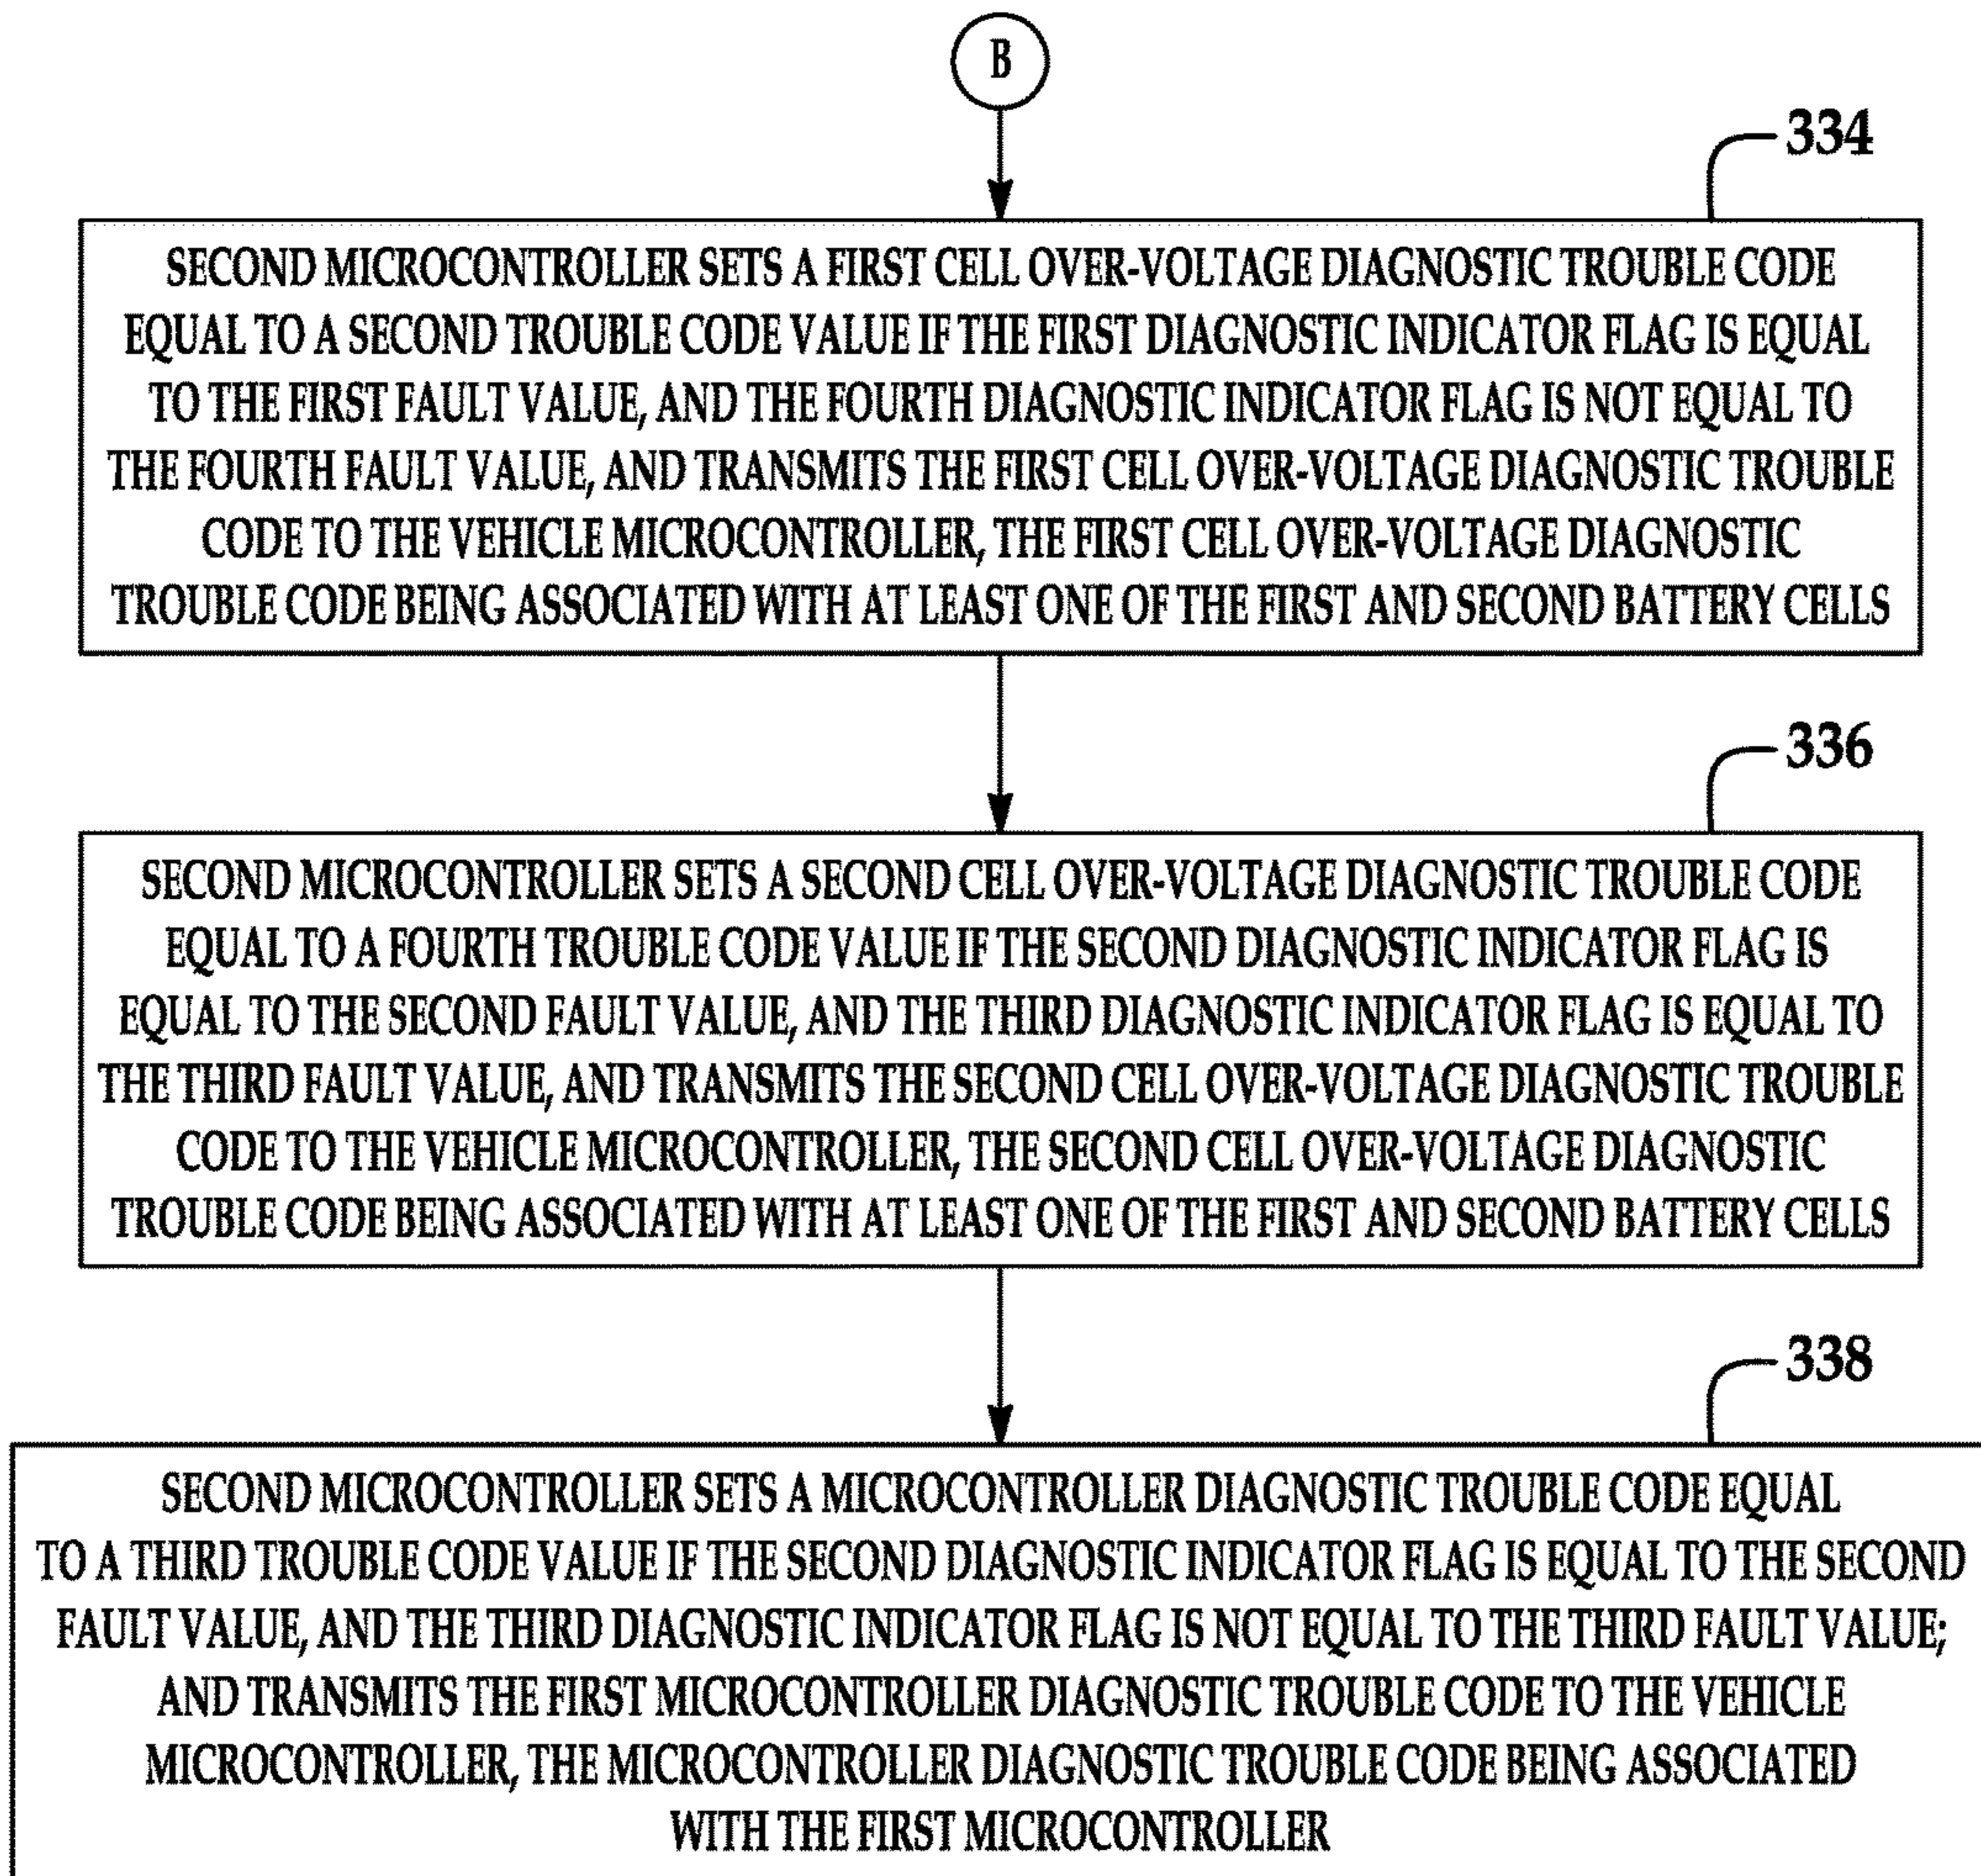 B
334
SECOND MICROCONTROLLER SETS A FIRST CELL OVER-VOLTAGE DIAGNOSTIC TROUBLE CODE
EQUAL TO A SECOND TROUBLE CODE VALUE IF THE FIRST DIAGNOSTIC INDICATOR FLAG IS EQUAL
TO THE FIRST FAULT VALUE, AND THE FOURTH DIAGNOSTIC INDICATOR FLAG IS NOT EQUAL TO
THE FOURTH FAULT VALUE, AND TRANSMITS THE FIRST CELL OVER-VOLTAGE DIAGNOSTIC TROUBLE
CODE TO THE VEHICLE MICROCONTROLLER, THE FIRST CELL OVER-VOLTAGE DIAGNOSTIC
TROUBLE CODE BEING ASSOCIATED WITH AT LEAST ONE OF THE FIRST AND SECOND BATTERY CELLS
336
SECOND MICROCONTROLLER SETS A SECOND CELL OVER-VOLTAGE DIAGNOSTIC TROUBLE CODE
EQUAL TO A FOURTH TROUBLE CODE VALUE IF THE SECOND DIAGNOSTIC INDICATOR FLAG IS
EQUAL TO THE SECOND FAULT VALUE, AND THE THIRD DIAGNOSTIC INDICATOR FLAG IS EQUAL TO
THE THIRD FAULT VALUE, AND TRANSMITS THE SECOND CELL OVER-VOLTAGE DIAGNOSTIC TROUBLE
CODE TO THE VEHICLE MICROCONTROLLER, THE SECOND CELL OVER-VOLTAGE DIAGNOSTIC
TROUBLE CODE BEING ASSOCIATED WITH AT LEAST ONE OF THE FIRST AND SECOND BATTERY CELLS
338
SECOND MICROCONTROLLER SETS A MICROCONTROLLER DIAGNOSTIC TROUBLE CODE EQUAL
TO A THIRD TROUBLE CODE VALUE IF THE SECOND DIAGNOSTIC INDICATOR FLAG IS EQUAL TO THE SECOND
FAULT VALUE, AND THE THIRD DIAGNOSTIC INDICATOR FLAG IS NOT EQUAL TO THE THIRD FAULT VALUE;
AND TRANSMITS THE FIRST MICROCONTROLLER DIAGNOSTIC TROUBLE CODE TO THE VEHICLE
MICROCONTROLLER, THE MICROCONTROLLER DIAGNOSTIC TROUBLE CODE BEING ASSOCIATED
WITH THE FIRST MICROCONTROLLER